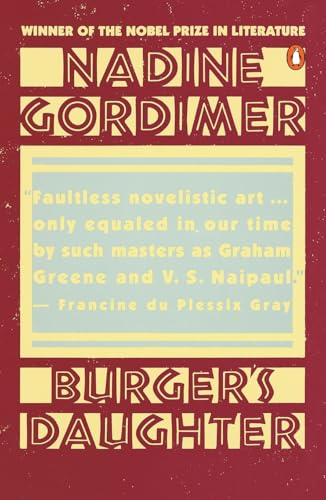 WINNER OF THE NOBEL PRIZE IN LITERATURE
NADINE
GORDIMER
"Faultless novelistic art ...
only equaled in our time
by such masters as Graham
Greene and V. S. Naipaul."
— Francine du Plessix Gray
BURGER'S
DAUGHTER